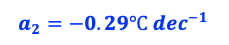 a₂ = −0.29°C dec⁻¹